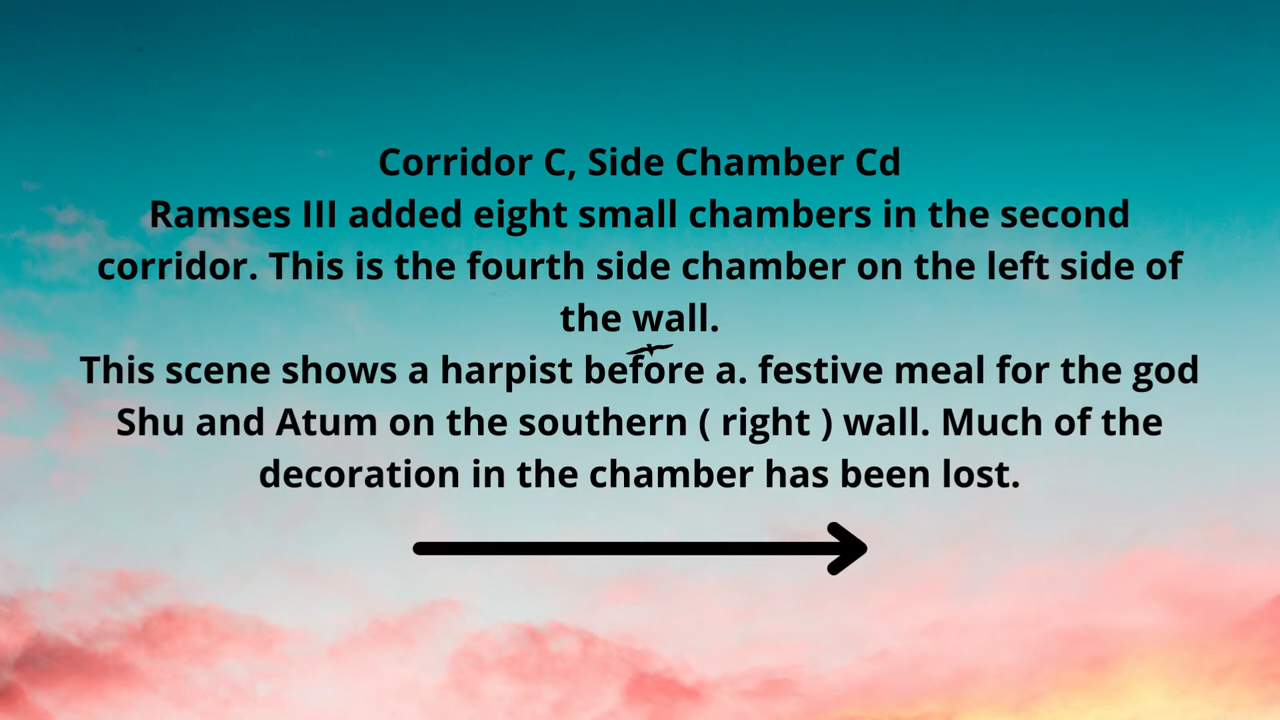 Corridor C, Side Chamber Cd
Ramses III added eight small chambers in the second
corridor. This is the fourth side chamber on the left side of
the wall.
This scene shows a harpist before a. festive meal for the god
Shu and Atum on the southern ( right ) wall. Much of the
decoration in the chamber has been lost.